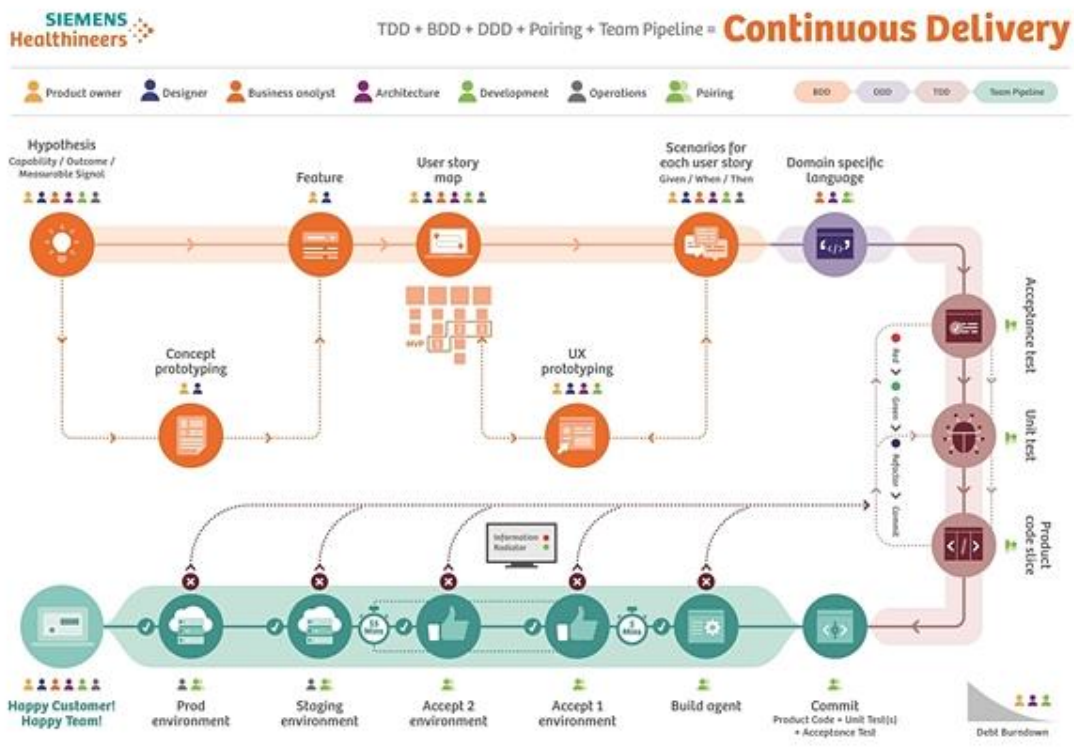 SIEMENS
Healthineers
TDD + BDD + DDD + Pairing + Team Pipeline = Continuous Delivery
Product owner
Designer
Business analyst
Architecture
Development
Operations
Pairing
BDD
DDD
TDD
Team Pipeline
Hypothesis
Capability / Outcome /
Measurable Signal
Feature
User story
map
Scenarios for
each user story
Given / When / Then
Domain specific
language
MVP
Concept
prototyping
UX
prototyping
Acceptance test
Unit test
Product
code slice
Red
Green
Refactor
Commit
Information
Radiator
15
Mins
5
Mins
Happy Customer!
Happy Team!
Prod
environment
Staging
environment
Accept 2
environment
Accept 1
environment
Build agent
Commit
Product Code + Unit Test(s)
+ Acceptance Test
Debt Burndown